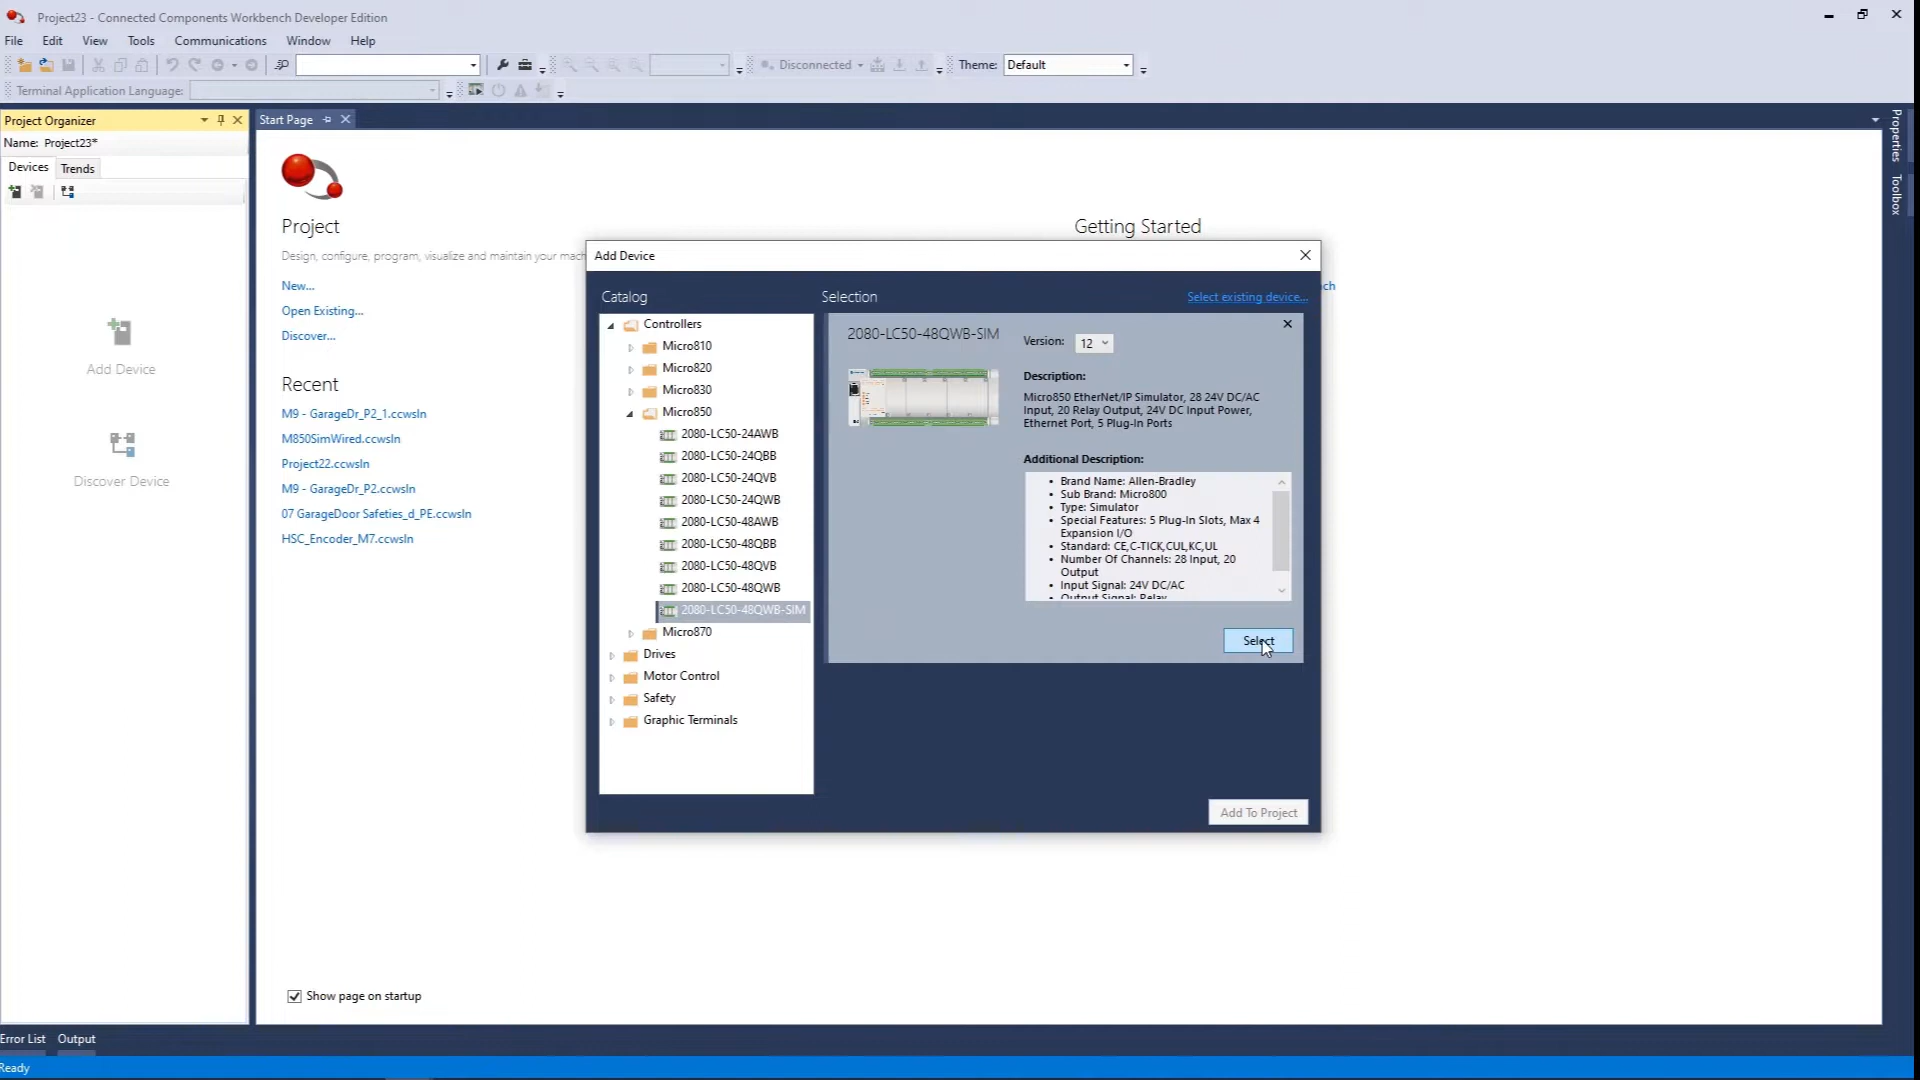 Project23 - Connected Components Workbench Developer Edition
File Edit View Tools Communications Window Help
Disconnected Theme: Default
Terminal Application Language:
Project Organizer
Name: Project23*
Devices Trends
Add Device
Discover Device
Start Page
Project
Design, configure, program, visualize and maintain your mach
New...
Open Existing...
Discover...
Recent
M9 - GarageDr_P2_1.ccwsln
M850SimWired.ccwsln
Project22.ccwsln
M9 - GarageDr_P2.ccwsln
07 GarageDoor Safeties_d_PE.ccwsln
HSC_Encoder_M7.ccwsln
Show page on startup
Getting Started
ch
Add Device
Catalog
Controllers
Micro810
Micro820
Micro830
Micro850
2080-LC50-24AWB
2080-LC50-24QBB
2080-LC50-24QVB
2080-LC50-24QWB
2080-LC50-48AWB
2080-LC50-48QBB
2080-LC50-48QVB
2080-LC50-48QWB
2080-LC50-48QWB-SIM
Micro870
Drives
Motor Control
Safety
Graphic Terminals
Selection
Select existing device...
2080-LC50-48QWB-SIM
Version: 12
Description:
Micro850 EtherNet/IP Simulator, 28 24V DC/AC
Input, 20 Relay Output, 24V DC Input Power,
Ethernet Port, 5 Plug-In Ports
Additional Description:
• Brand Name: Allen-Bradley
• Sub Brand: Micro800
• Type: Simulator
• Special Features: 5 Plug-In Slots, Max 4
Expansion I/O
• Standard: CE,C-TICK,CUL,KC,UL
• Number Of Channels: 28 Input, 20
Output
• Input Signal: 24V DC/AC
• Output Signal: Relay
Select
Add To Project
Properties
Toolbox
Error List Output
Ready